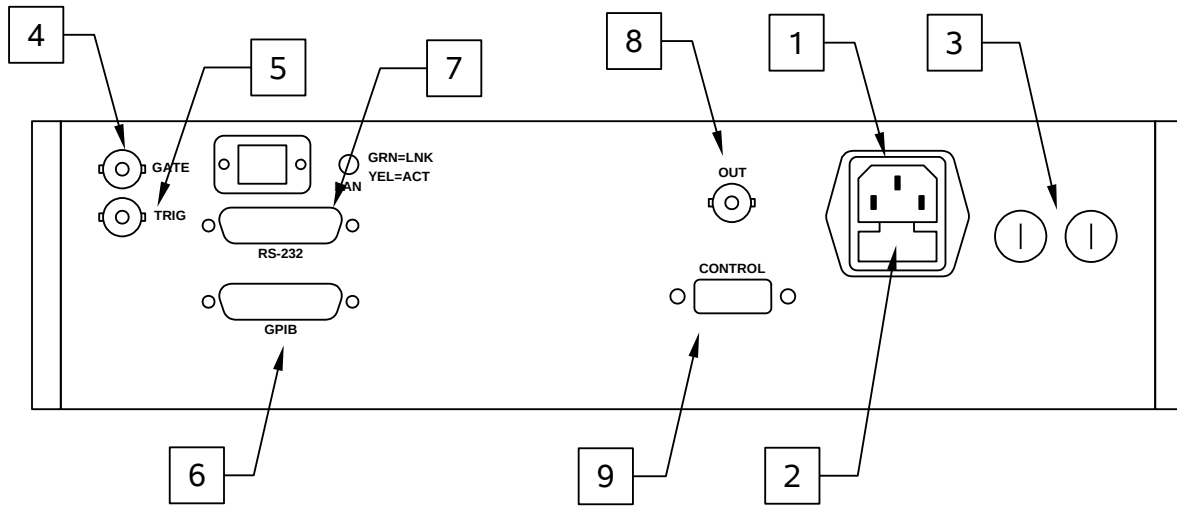 4
5
7
8
1
3
GATE
TRIG
GRN=LNK
YEL=ACT
RS-232
GPIB
OUT
CONTROL
6
9
2